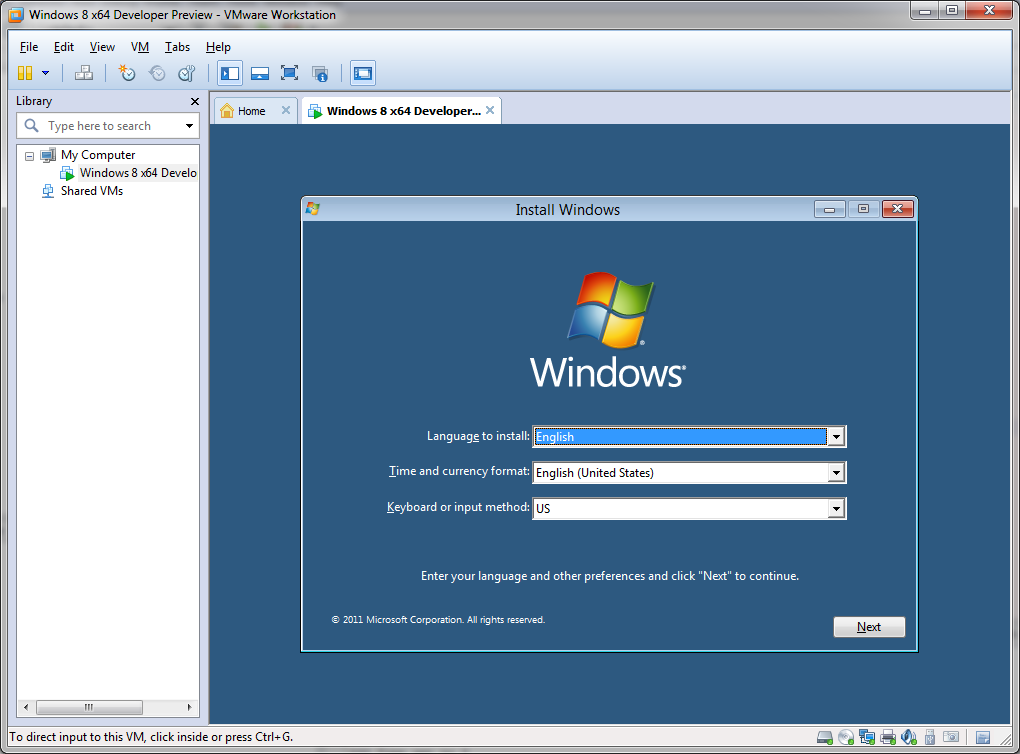 Windows 8 x64 Developer Preview - VMware Workstation
File Edit View VM Tabs Help
Library
Type here to search
My Computer
Windows 8 x64 Develo
Shared VMs
Home
Windows 8 x64 Developer...
Install Windows
Windows®
Language to install: English
Time and currency format: English (United States)
Keyboard or input method: US
Enter your language and other preferences and click "Next" to continue.
© 2011 Microsoft Corporation. All rights reserved.
Next
To direct input to this VM, click inside or press Ctrl+G.